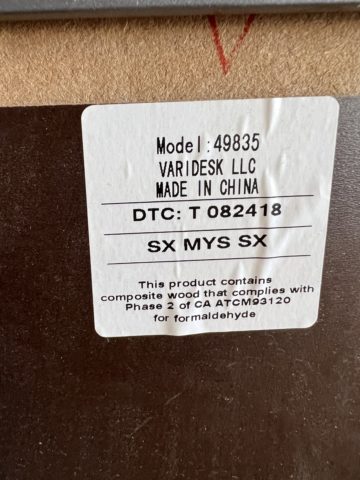 Model:49835
VARIDESK LLC
MADE IN CHINA
DTC: T 082418
SX MYS SX
This product contains
composite wood that complies with
Phase 2 of CA ATCM93120
for formaldehyde